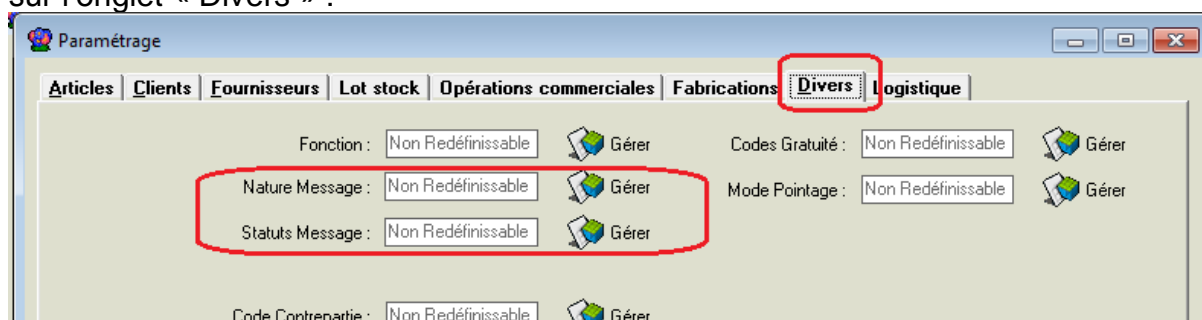 sur l'onglet « Divers » :
Paramétrage
Articles Clients Fournisseurs Lot stock Opérations commerciales Fabrications Divers Logistique
Fonction : Non Redéfinissable Gérer Codes Gratuité : Non Redéfinissable Gérer
Nature Message : Non Redéfinissable Gérer Mode Pointage : Non Redéfinissable Gérer
Statuts Message : Non Redéfinissable Gérer
Code Contrepartie : Non Redéfinissable Gérer